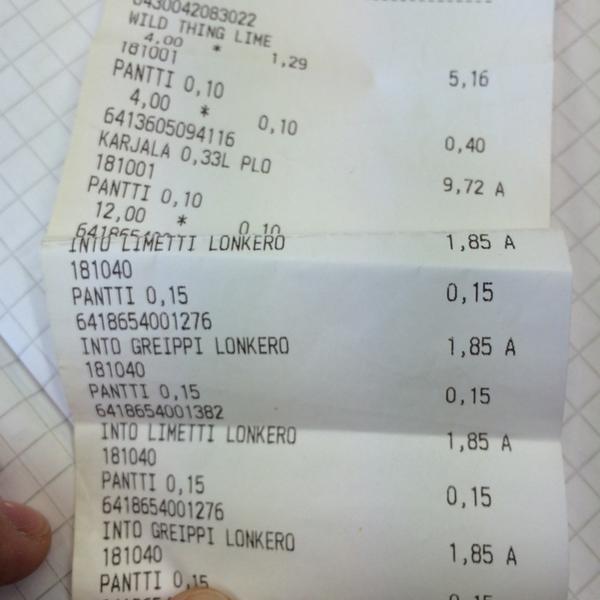 6430042083022
WILD THING LIME
4,00 * 1,29 5,16
181001
PANTTI 0,10
4,00 * 0,10 0,40
6413605094116
KARJALA 0,33L PLO 9,72 A
181001
PANTTI 0,10
12,00 * 0,10
INTO LIMETTI LONKERO 1,85 A
181040
PANTTI 0,15 0,15
6418654001276
INTO GREIPPI LONKERO 1,85 A
181040
PANTTI 0,15 0,15
6418654001382
INTO LIMETTI LONKERO 1,85 A
181040
PANTTI 0,15 0,15
6418654001276
INTO GREIPPI LONKERO 1,85 A
181040
PANTTI 0,15